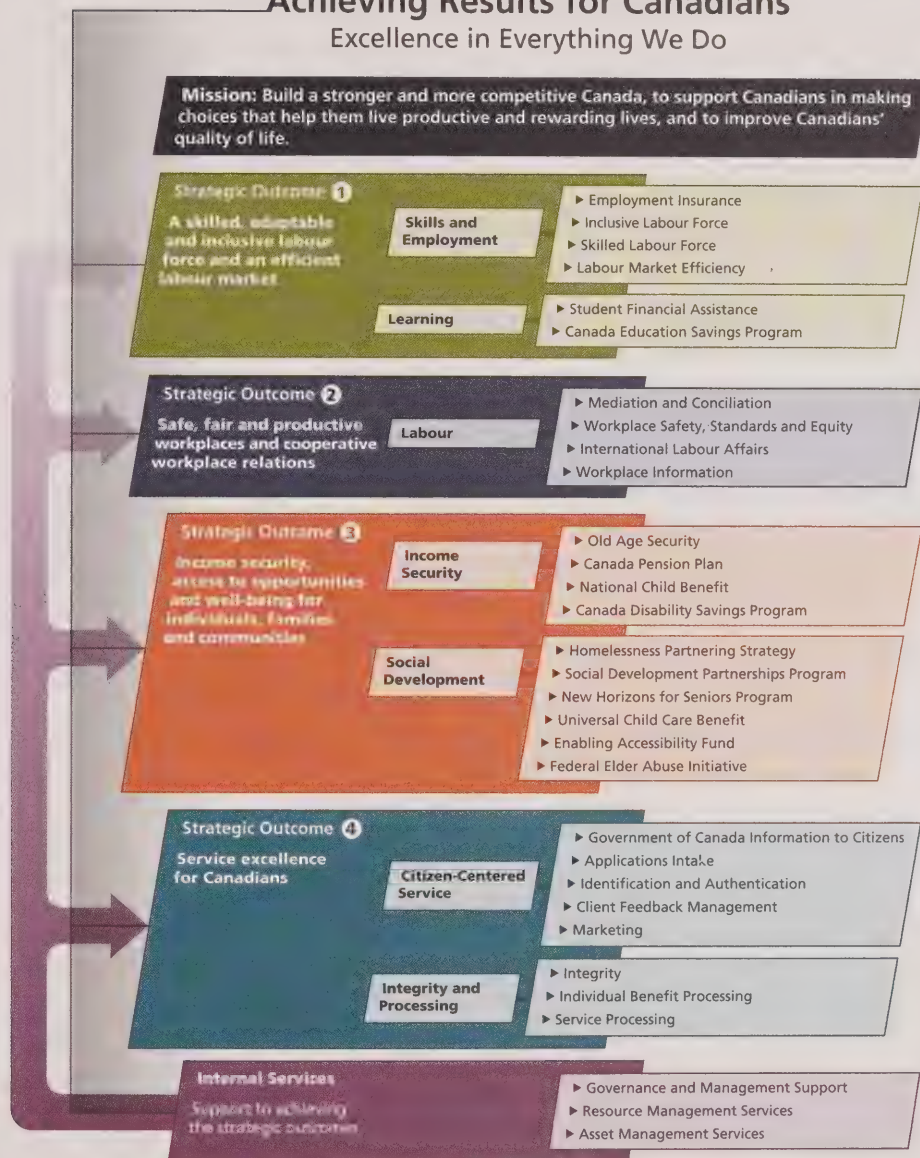 Achieving Results for Canadians
Excellence in Everything We Do
Mission: Build a stronger and more competitive Canada, to support Canadians in making
choices that help them live productive and rewarding lives, and to improve Canadians'
quality of life.
Strategic Outcome 1
A skilled, adaptable
and inclusive labour
force and an efficient
labour market
Skills and
Employment
▶ Employment Insurance
▶ Inclusive Labour Force
▶ Skilled Labour Force
▶ Labour Market Efficiency
Learning
▶ Student Financial Assistance
▶ Canada Education Savings Program
Strategic Outcome 2
Safe, fair and productive
workplaces and cooperative
workplace relations
Labour
▶ Mediation and Conciliation
▶ Workplace Safety, Standards and Equity
▶ International Labour Affairs
▶ Workplace Information
Strategic Outcome 3
Income security,
access to opportunities
and well-being for
individuals, families
and communities
Income
Security
▶ Old Age Security
▶ Canada Pension Plan
▶ National Child Benefit
▶ Canada Disability Savings Program
Social
Development
▶ Homelessness Partnering Strategy
▶ Social Development Partnerships Program
▶ New Horizons for Seniors Program
▶ Universal Child Care Benefit
▶ Enabling Accessibility Fund
▶ Federal Elder Abuse Initiative
Strategic Outcome 4
Service excellence
for Canadians
Citizen-Centered
Service
▶ Government of Canada Information to Citizens
▶ Applications Intake
▶ Identification and Authentication
▶ Client Feedback Management
▶ Marketing
Integrity and
Processing
▶ Integrity
▶ Individual Benefit Processing
▶ Service Processing
Internal Services
Support to achieving
the strategic outcomes
▶ Governance and Management Support
▶ Resource Management Services
▶ Asset Management Services